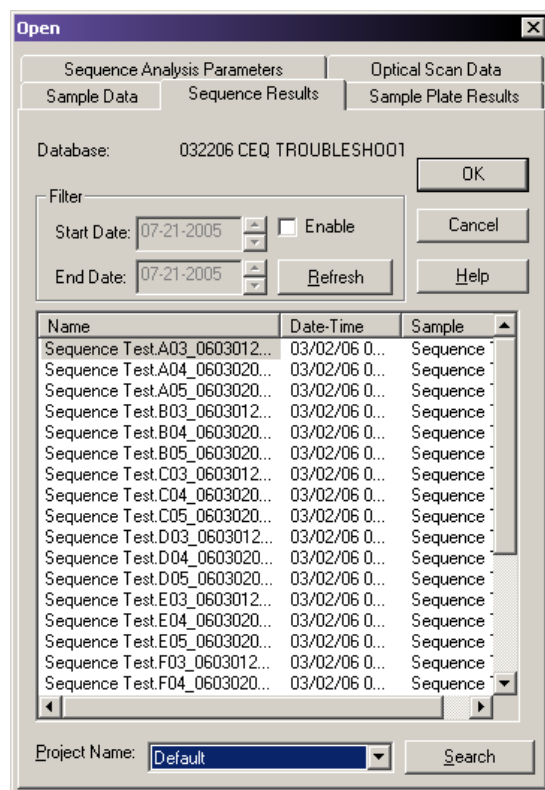 Open
Sequence Analysis Parameters Optical Scan Data
Sample Data Sequence Results Sample Plate Results
Database: 032206 CEQ TROUBLESHOOT
OK
Filter
Start Date: 07-21-2005 Enable
Cancel
End Date: 07-21-2005 Refresh
Help
Name Date-Time Sample
Sequence Test.A03_0603012... 03/02/06 0... Sequence
Sequence Test.A04_0603020... 03/02/06 0... Sequence
Sequence Test.A05_0603020... 03/02/06 0... Sequence
Sequence Test.B03_0603012... 03/02/06 0... Sequence
Sequence Test.B04_0603020... 03/02/06 0... Sequence
Sequence Test.B05_0603020... 03/02/06 0... Sequence
Sequence Test.C03_0603012... 03/02/06 0... Sequence
Sequence Test.C04_0603020... 03/02/06 0... Sequence
Sequence Test.C05_0603020... 03/02/06 0... Sequence
Sequence Test.D03_0603012... 03/02/06 0... Sequence
Sequence Test.D04_0603020... 03/02/06 0... Sequence
Sequence Test.D05_0603020... 03/02/06 0... Sequence
Sequence Test.E03_0603012... 03/02/06 0... Sequence
Sequence Test.E04_0603020... 03/02/06 0... Sequence
Sequence Test.E05_0603020... 03/02/06 0... Sequence
Sequence Test.F03_0603012... 03/02/06 0... Sequence
Sequence Test.F04_0603020... 03/02/06 0... Sequence
Project Name: Default Search